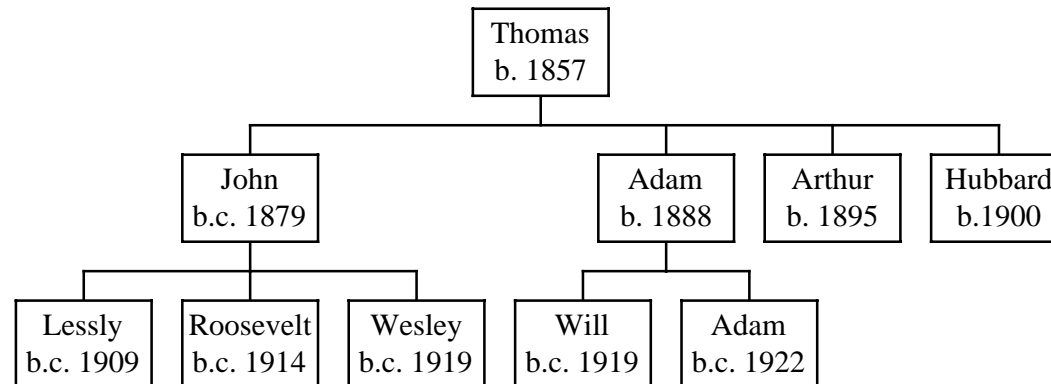 Thomas
b. 1857
John
b.c. 1879
Adam
b. 1888
Arthur
b. 1895
Hubbard
b.1900
Lessly
b.c. 1909
Roosevelt
b.c. 1914
Wesley
b.c. 1919
Will
b.c. 1919
Adam
b.c. 1922